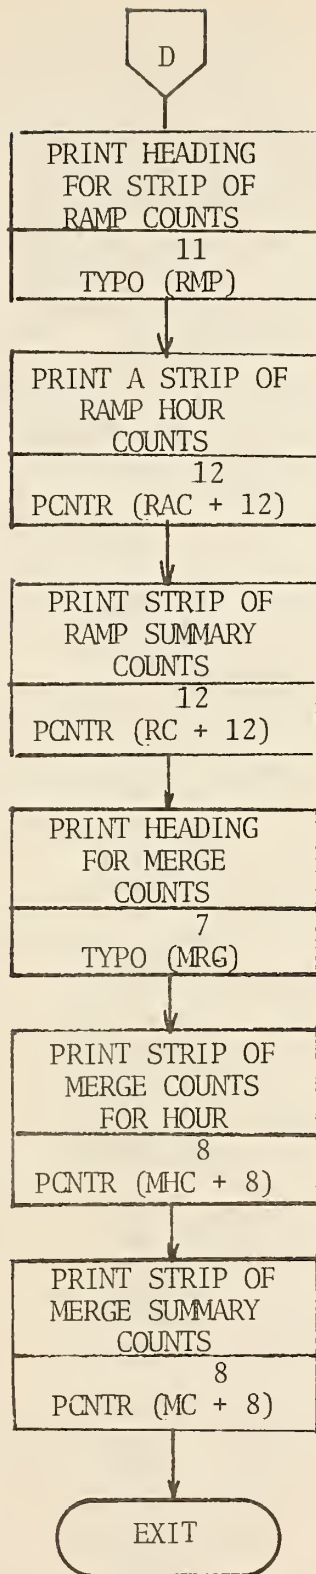 D
PRINT HEADING
FOR STRIP OF
RAMP COUNTS
11
TYPO (RMP)
PRINT A STRIP OF
RAMP HOUR
COUNTS
12
PCNTR (RAC + 12)
PRINT STRIP OF
RAMP SUMMARY
COUNTS
12
PCNTR (RC + 12)
PRINT HEADING
FOR MERGE
COUNTS
7
TYPO (MRG)
PRINT STRIP OF
MERGE COUNTS
FOR HOUR
8
PCNTR (MHC + 8)
PRINT STRIP OF
MERGE SUMMARY
COUNTS
8
PCNTR (MC + 8)
EXIT